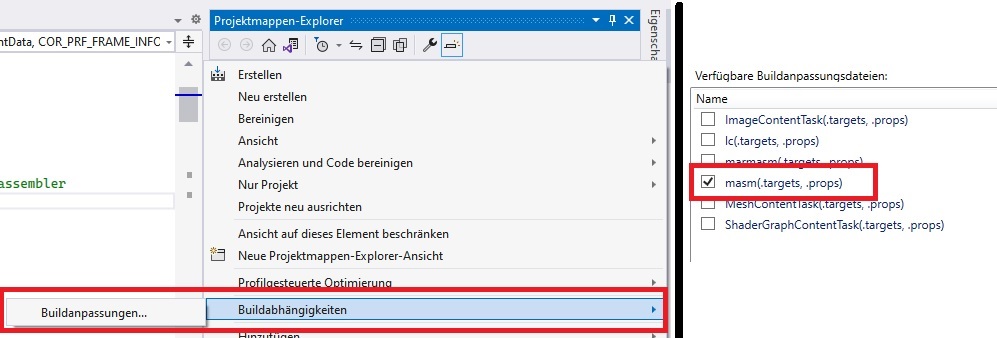 Projektmappen-Explorer
ntData, COR_PRF_FRAME_INFO
Eigenscha
Erstellen
Neu erstellen
Bereinigen
Ansicht
Analysieren und Code bereinigen
Nur Projekt
Projekte neu ausrichten
assembler
Ansicht auf dieses Element beschränken
Neue Projektmappen-Explorer-Ansicht
Profilgesteuerte Optimierung
Buildabhängigkeiten
Buildanpassungen...
Hinzufügen
Verfügbare Buildanpassungsdateien:
Name
ImageContentTask(.targets, .props)
lc(.targets, .props)
marmasm(.targets, .props)
masm(.targets, .props)
MeshContentTask(.targets, .props)
ShaderGraphContentTask(.targets, .props)